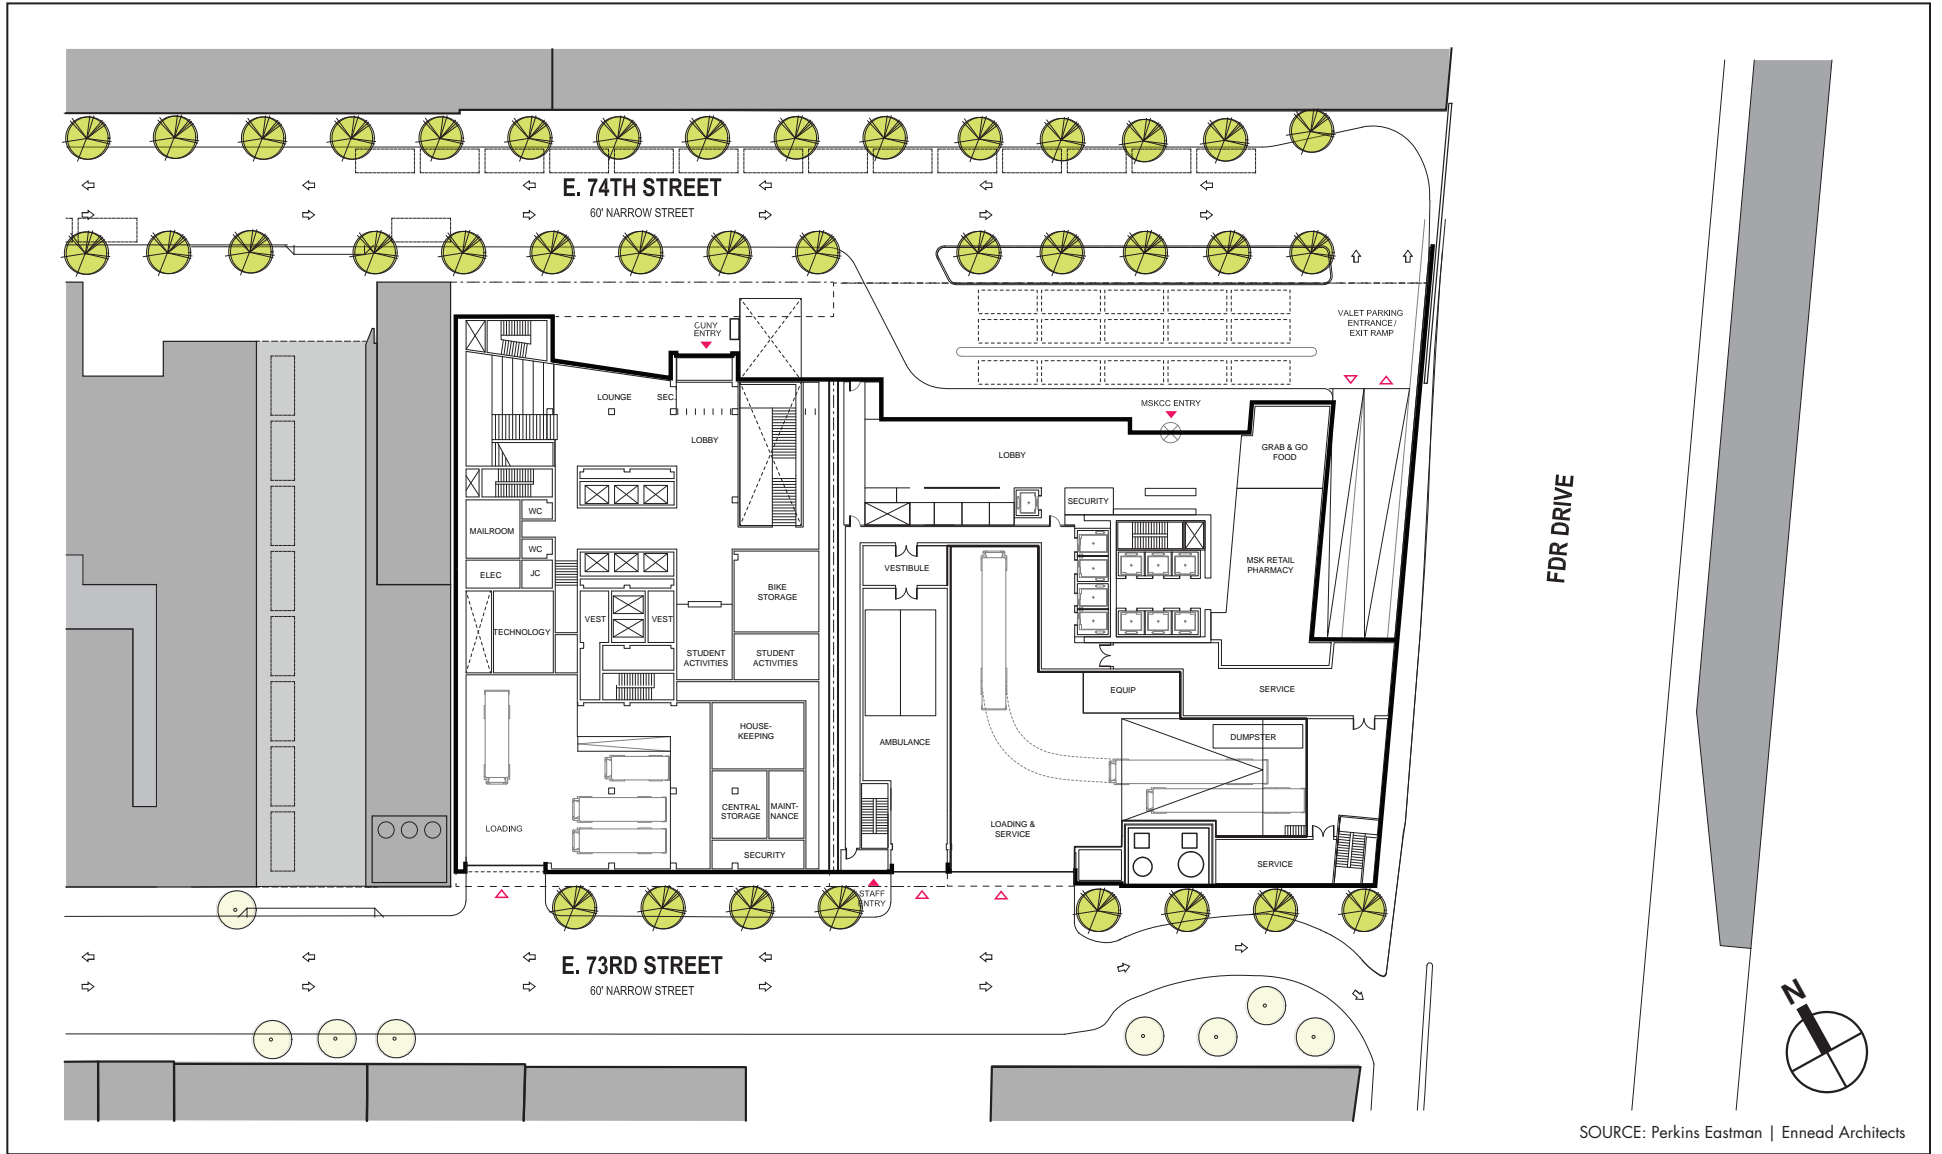 E. 74TH STREET
60' NARROW STREET
VALET PARKING
ENTRANCE/
EXIT RAMP
CUNY
ENTRY
LOUNGE
SEC.
LOBBY
MSKCC ENTRY
LOBBY
GRAB & GO
FOOD
SECURITY
MAILROOM
WC
WC
ELEC
JC
TECHNOLOGY
VEST
VEST
BIKE
STORAGE
STUDENT
ACTIVITIES
STUDENT
ACTIVITIES
VESTIBULE
MSK RETAIL
PHARMACY
FDR DRIVE
EQUIP
SERVICE
HOUSE-
KEEPING
AMBULANCE
DUMPSTER
CENTRAL
STORAGE
MAINT-
NANCE
LOADING
LOADING &
SERVICE
SECURITY
SERVICE
STAFF
ENTRY
E. 73RD STREET
60' NARROW STREET
N
SOURCE: Perkins Eastman | Ennead Architects